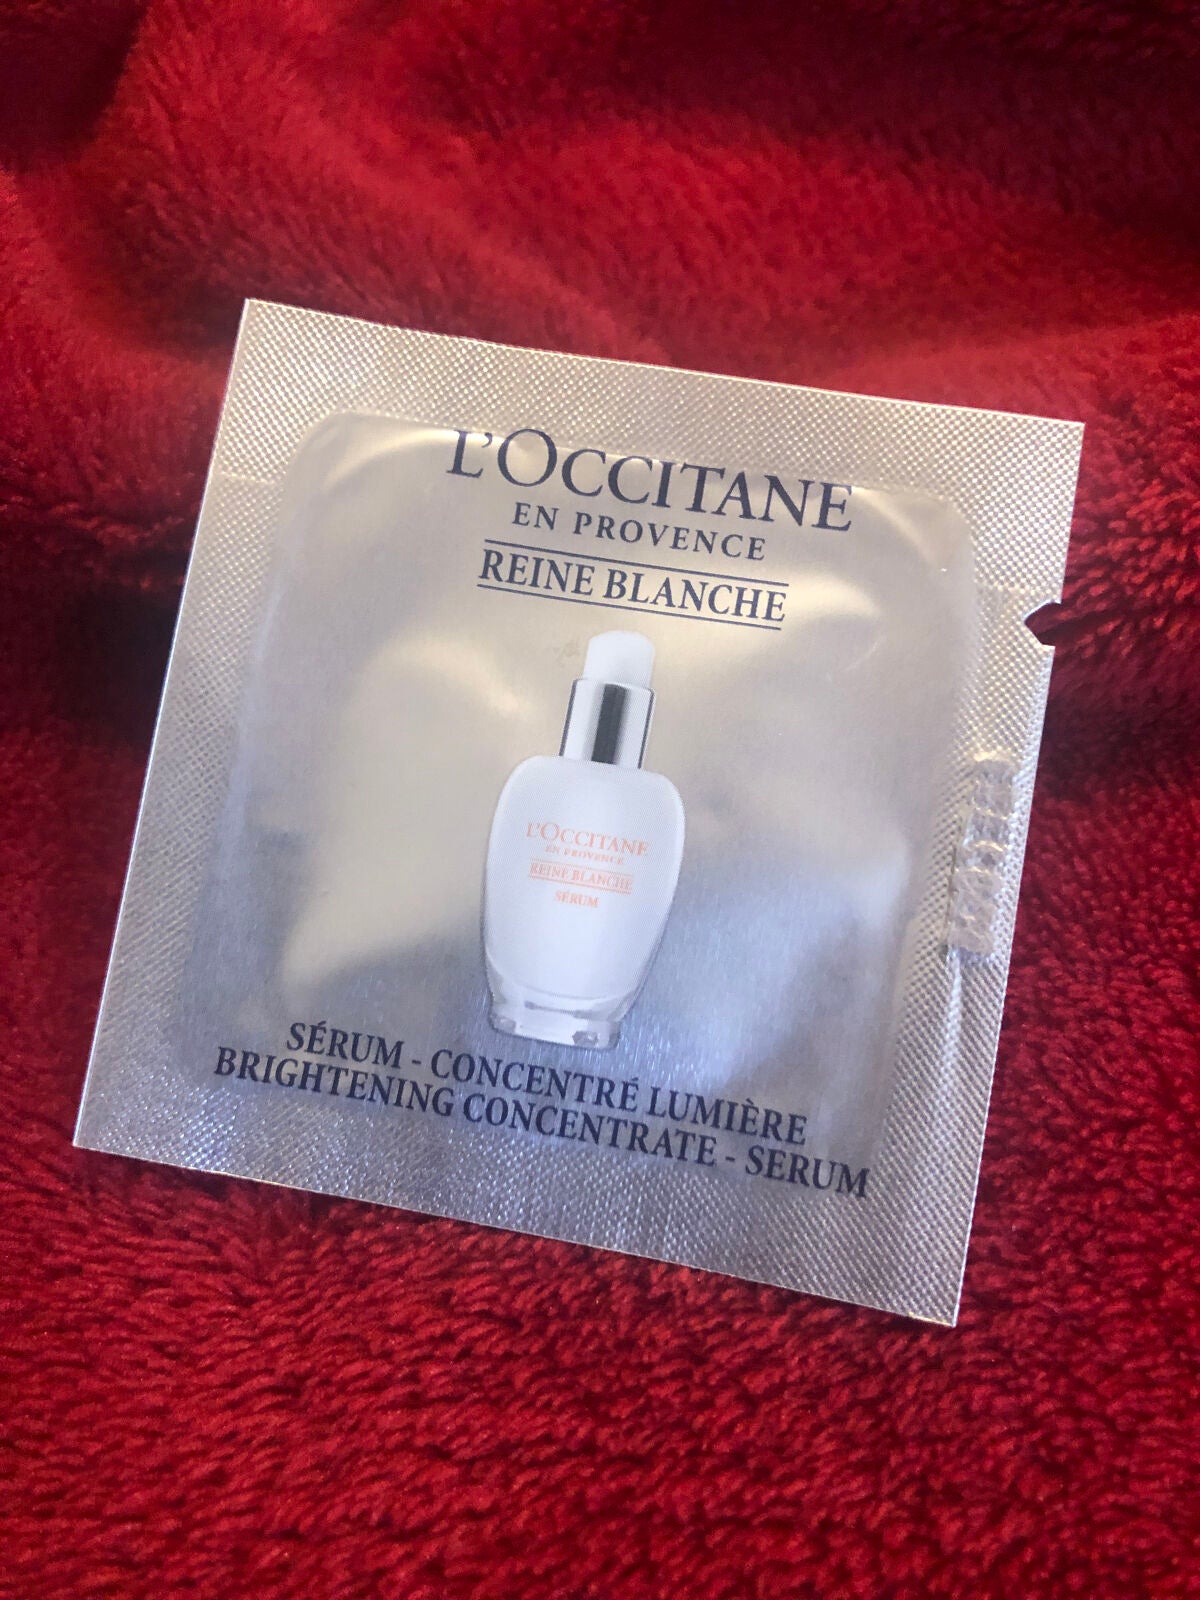 L'OCCITANE
EN PROVENCE
REINE BLANCHE
L'OCCITANE
EN PROVENCE
REINE BLANCHE
SÉRUM
SÉRUM - CONCENTRÉ LUMIÈRE
BRIGHTENING CONCENTRATE - SERUM